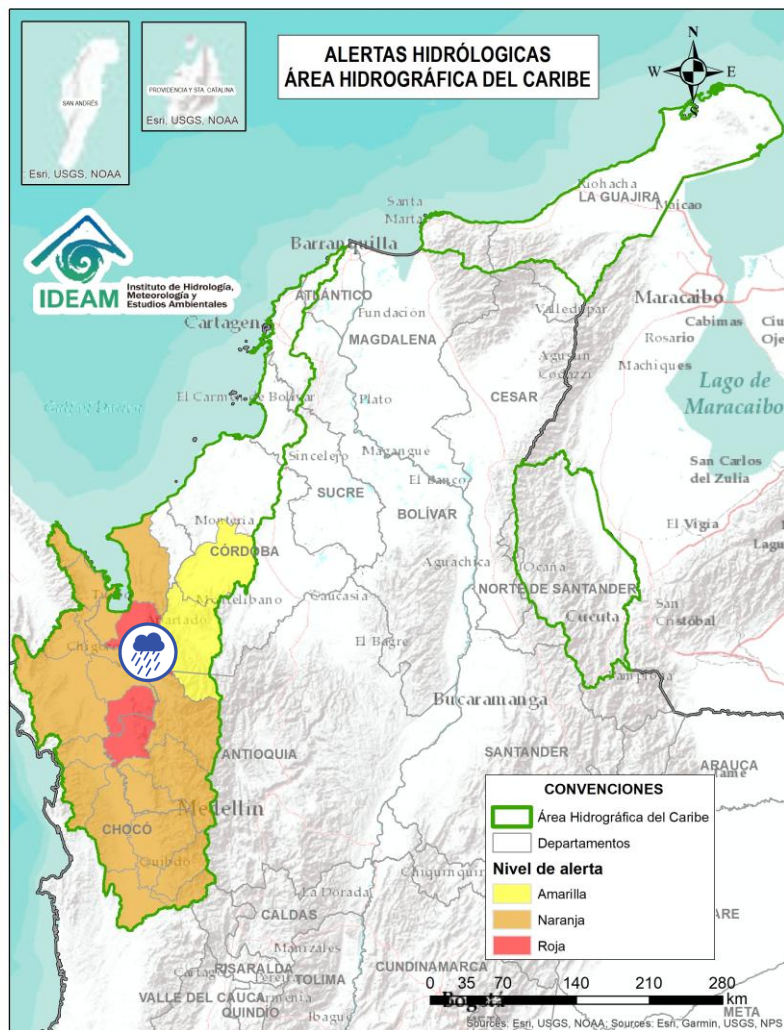 ALERTAS HIDRÓLOGICAS
ÁREA HIDROGRÁFICA DEL CARIBE
N
W E
S
SAN ANDRÉS
PROVIDENCIA Y STA. CATALINA
Esri, USGS, NOAA
Esri, USGS, NOAA
IDEAM
Instituto de Hidrología,
Meteorología y
Estudios Ambientales
Riohacha
LA GUAJIRA
Maicao
Santa
Marta
Barranquilla
ATLÁNTICO
Maracaibo
Cabimas
Valledupar
Fundación
Cartagen
Rosario
MAGDALENA
Machiques
Agustín
Codazzi
Lago de
Maracaibo
CESAR
El Carmen de Bolívar
Plato
Sincelejo
Magangue
San Carlos
del Zulia
El Banco
SUCRE
BOLÍVAR
Montería
El Vigía
CÓRDOBA
Aguachica
Ocaña
NORTE DE SANTANDER
Montelíbano
Caucasia
Cucuta
San
Cristóbal
El Bagre
Bucaramanga
ANTIOQUIA
SANTANDER
ARAUCA
Medellín
CHOCÓ
Quibdó
La Dorada
CALDAS
Manizales
RISARALDA
TOLIMA
CUNDINAMARCA
VALLE DEL CAUCA
QUINDÍO
Armenia
Ibagué
Bogotá
CONVENCIONES
Área Hidrográfica del Caribe
Departamentos
Nivel de alerta
Amarilla
Naranja
Roja
0 35 70 140 210 280
km
Sources: Esri, USGS, NOAA; Sources: Esri, Garmin, USGS, NPS